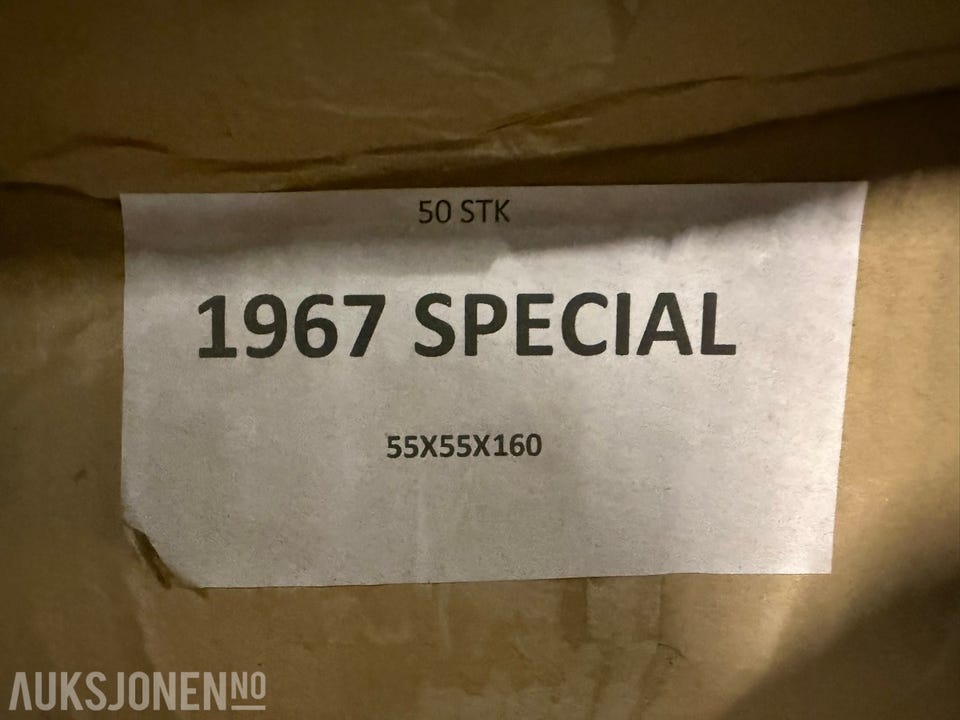 50 STK
1967 SPECIAL
55X55X160
AUKSJONEN.NO